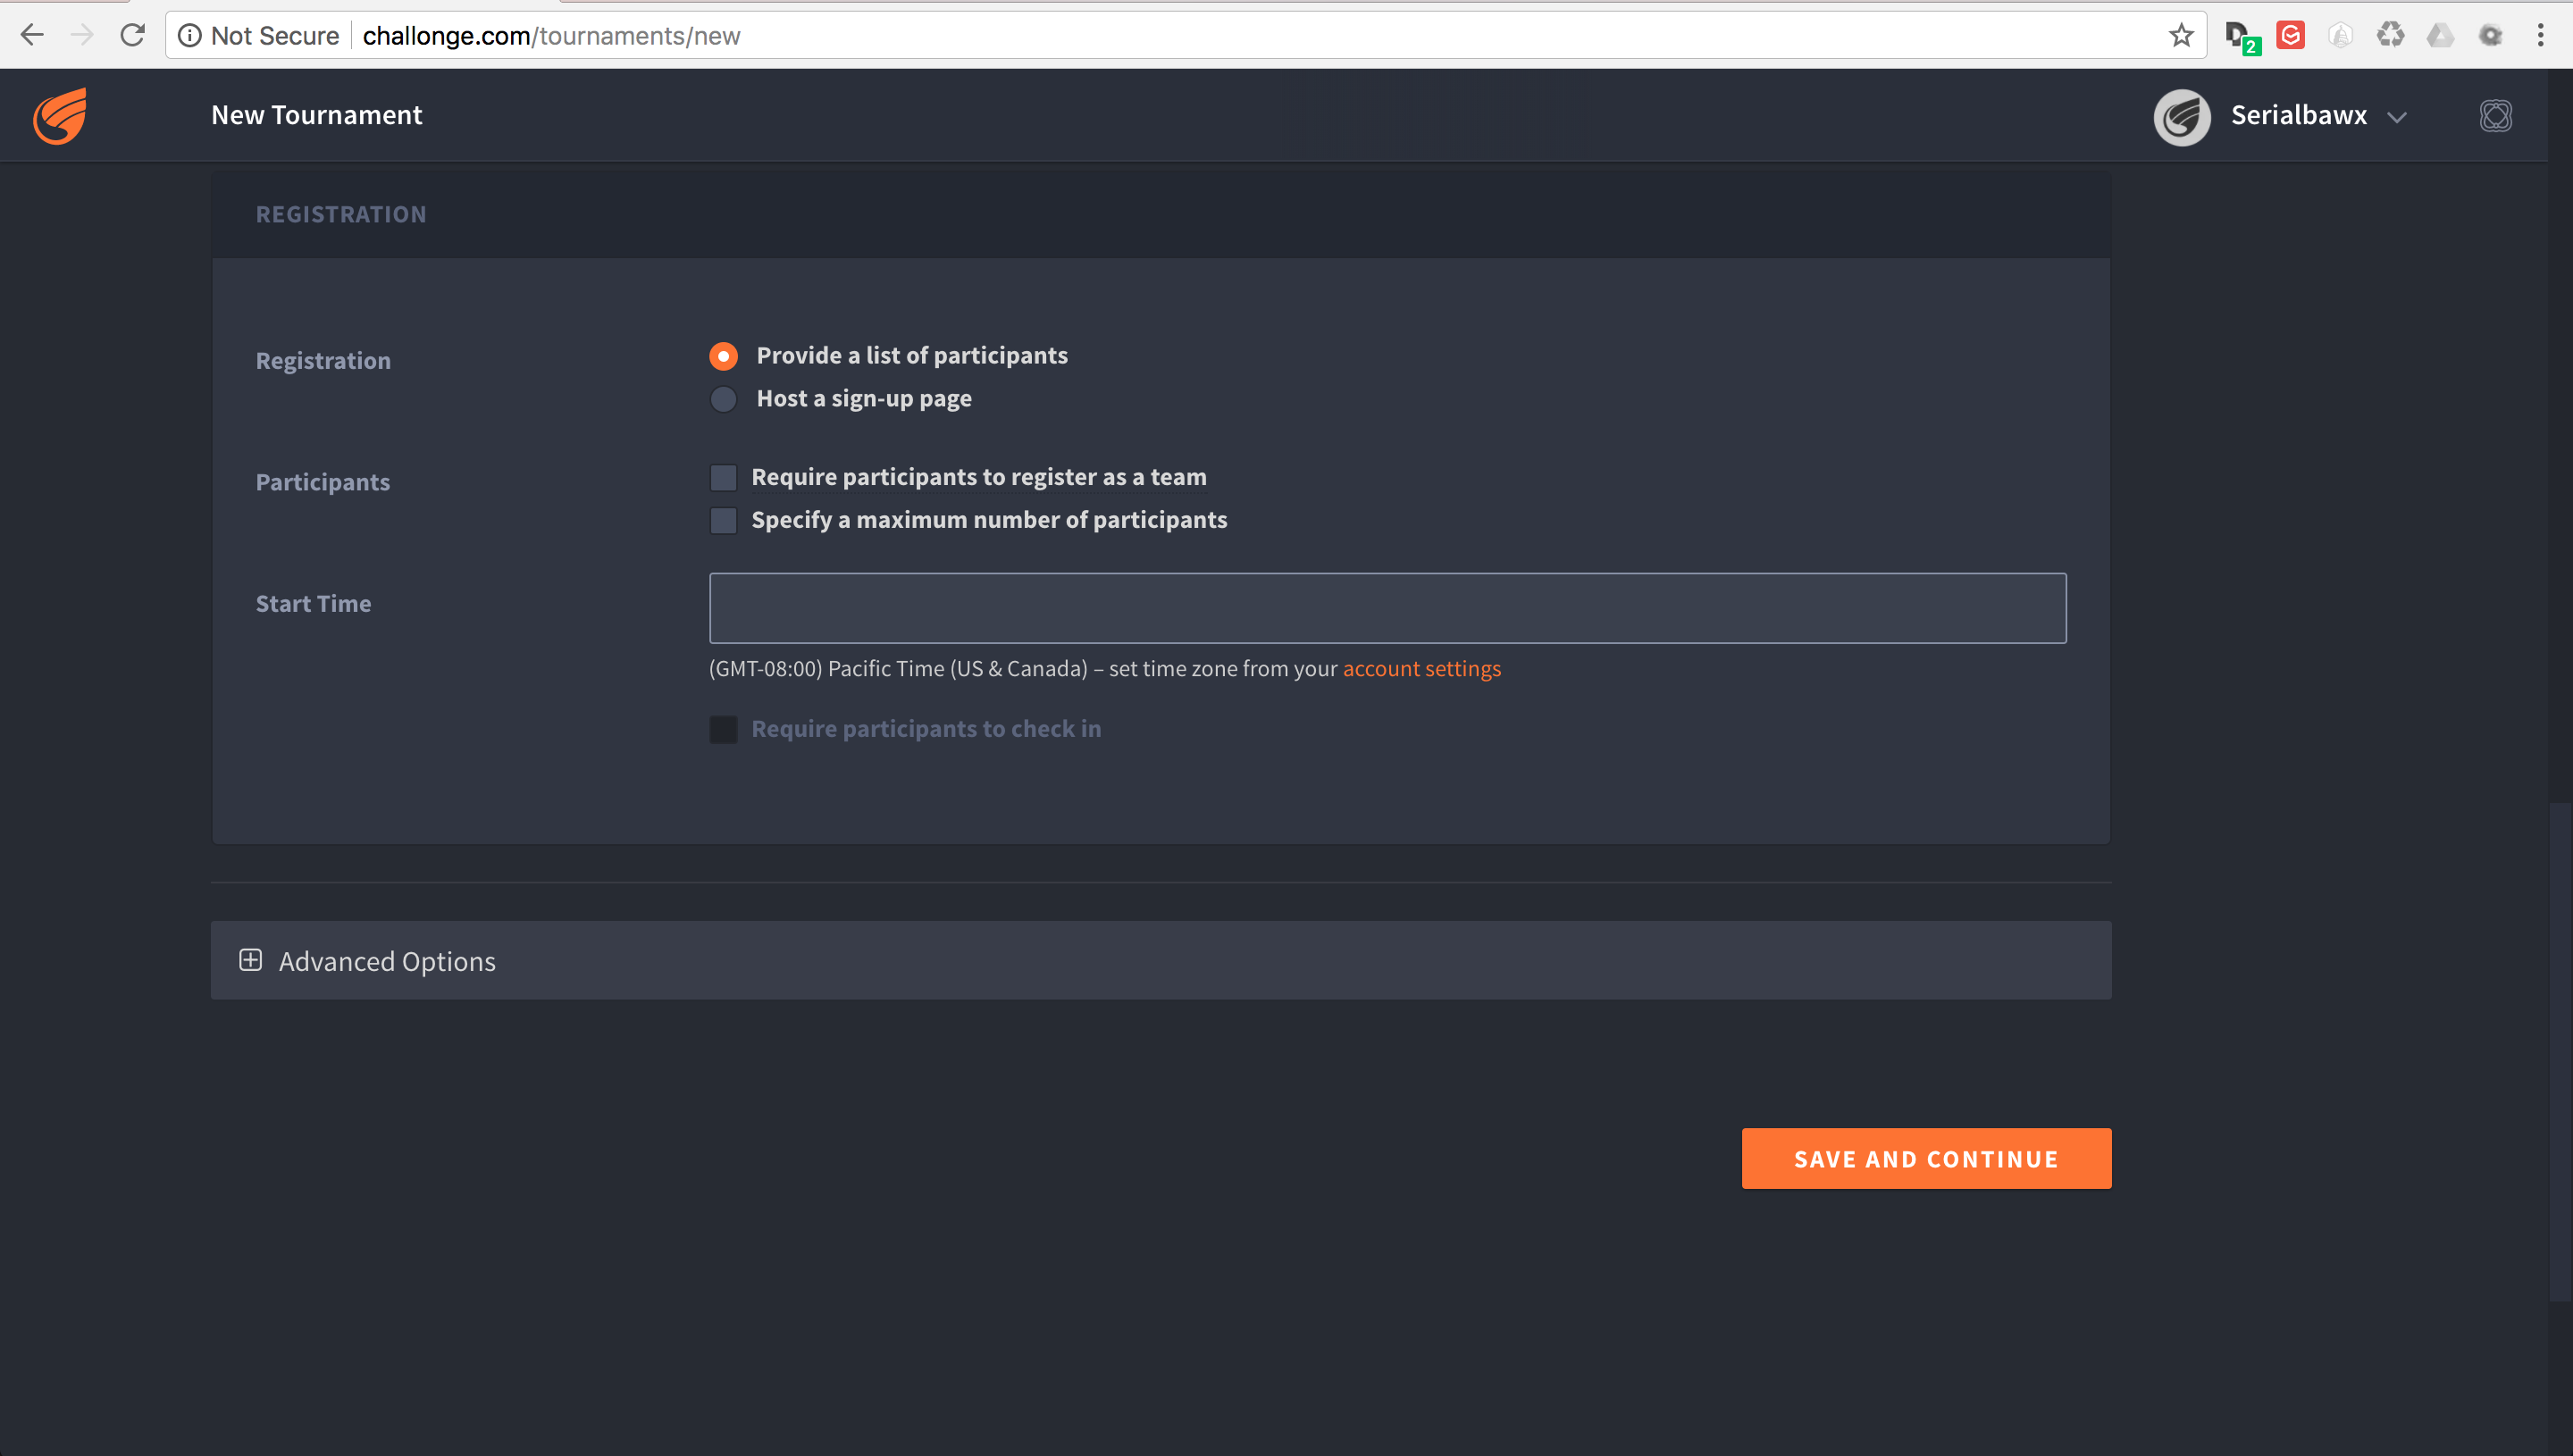 Not Secure challonge.com/tournaments/new
2
New Tournament
Serialbawx
REGISTRATION
Registration
Provide a list of participants
Host a sign-up page
Participants
Require participants to register as a team
Specify a maximum number of participants
Start Time
(GMT-08:00) Pacific Time (US & Canada) – set time zone from your account settings
Require participants to check in
Advanced Options
SAVE AND CONTINUE